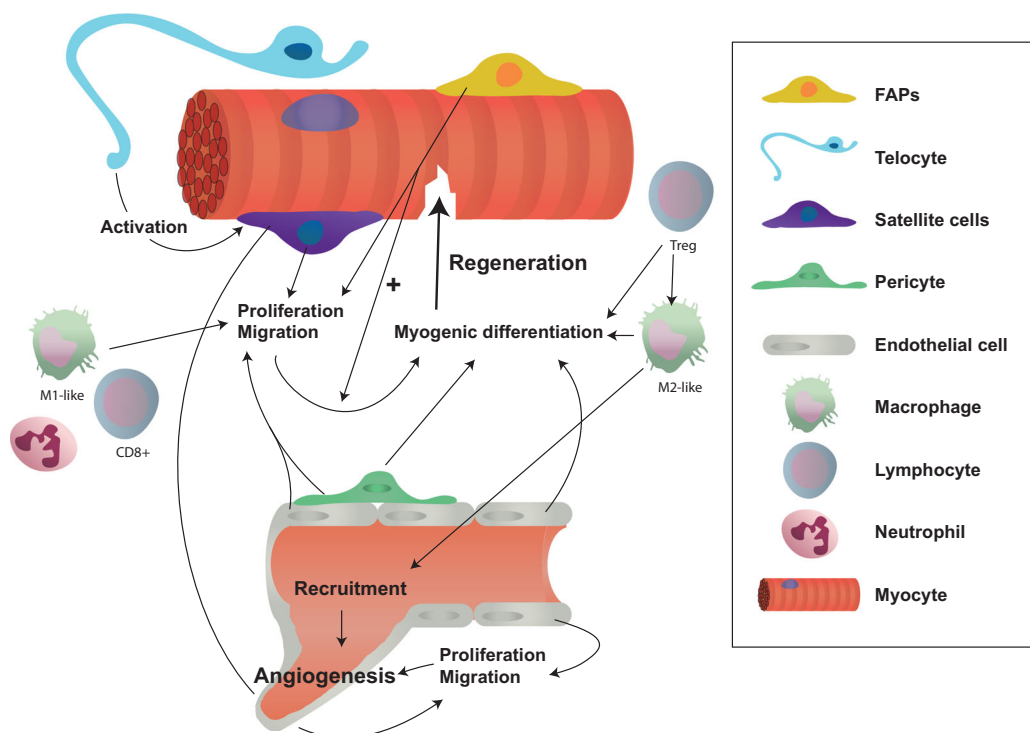 Activation
Treg
Regeneration
+
Proliferation
Migration
Myogenic differentiation
M1-like
M2-like
CD8+
Recruitment
Angiogenesis
Proliferation
Migration
FAPs
Telocyte
Satellite cells
Pericyte
Endothelial cell
Macrophage
Lymphocyte
Neutrophil
Myocyte